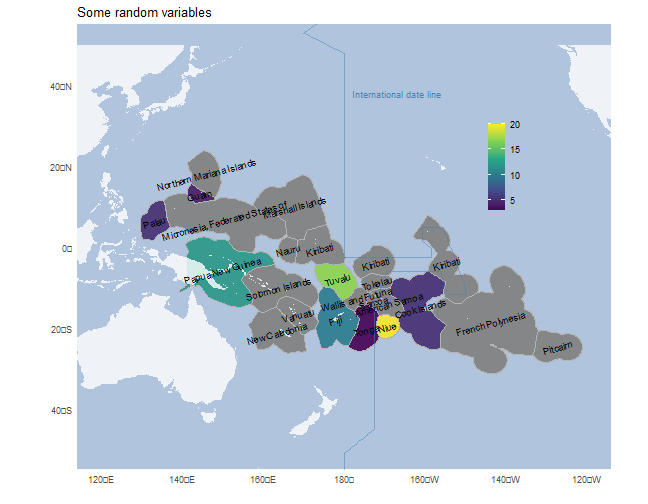 Some random variables
International date line
40□N
20□N
0□
20□S
40□S
20
15
10
5
Northern Mariana Islands
Guam
Palau
Micronesia, Federated States of
Marshall Islands
Nauru
Kiribati
Kiribati
Kiribati
Papua New Guinea
Solomon Islands
Tuvalu
Tokelau
Wallis and Futuna
Samoa
American Samoa
Cook Islands
Vanuatu
Fiji
Tonga
Niue
New Caledonia
French Polynesia
Pitcairn
120□E
140□E
160□E
180□
160□W
140□W
120□W